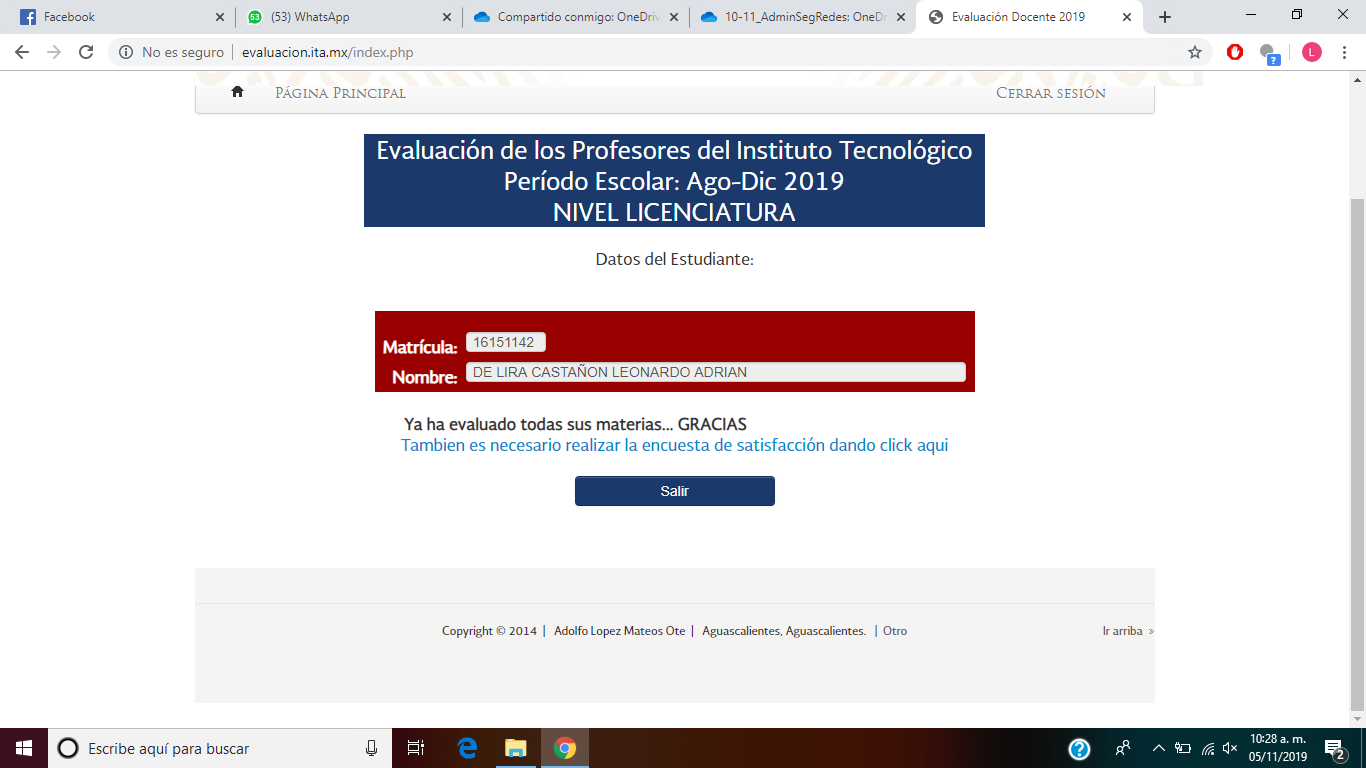 Facebook
(53) WhatsApp
Compartido conmigo: OneDriv
10-11_AdminSegRedes: OneDr
Evaluación Docente 2019
No es seguro
evaluacion.ita.mx/index.php
L
PÁGINA PRINCIPAL
CERRAR SESIÓN
Evaluación de los Profesores del Instituto Tecnológico
Período Escolar: Ago-Dic 2019
NIVEL LICENCIATURA
Datos del Estudiante:
Matrícula: 16151142
Nombre: DE LIRA CASTAÑON LEONARDO ADRIAN
Ya ha evaluado todas sus materias... GRACIAS
Tambien es necesario realizar la encuesta de satisfacción dando click aqui
Salir
Copyright © 2014 | Adolfo Lopez Mateos Ote | Aguascalientes, Aguascalientes. | Otro
Ir arriba »
Escribe aquí para buscar
10:28 a. m.
05/11/2019
2